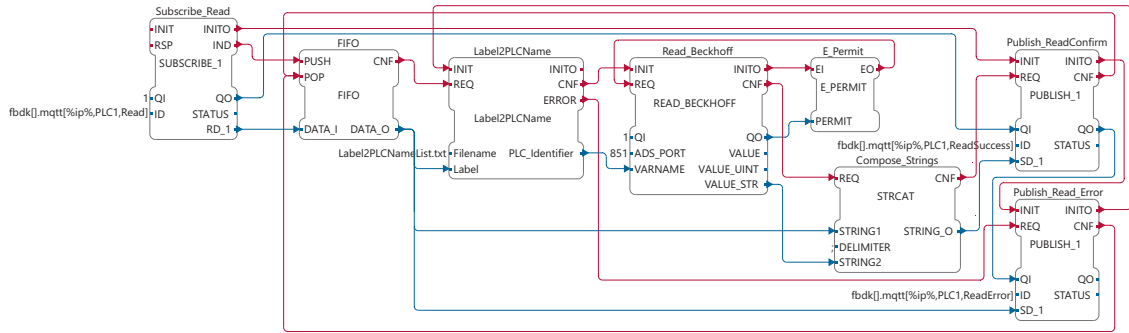 Subscribe_Read
INIT INITO
RSP IND
SUBSCRIBE_1
1 QI QO
fbdk[].mqtt[%ip%,PLC1,Read] ID STATUS
RD_1
FIFO
PUSH CNF
POP
FIFO
DATA_I DATA_O
Label2PLCName
INIT INITO
REQ CNF
ERROR
Label2PLCName
Label2PLCNameList.txt Filename PLC_Identifier
Label
Read_Beckhoff
INIT INITO
REQ CNF
READ_BECKHOFF
1 QI QO
851 ADS_PORT VALUE
VARNAME VALUE_UINT
VALUE_STR
E_Permit
EI EO
E_PERMIT
PERMIT
Compose_Strings
REQ CNF
STRCAT
STRING1 STRING_O
; DELIMITER
STRING2
Publish_ReadConfirm
INIT INITO
REQ CNF
PUBLISH_1
QI QO
fbdk[].mqtt[%ip%,PLC1,ReadSuccess] ID STATUS
SD_1
Publish_Read_Error
INIT INITO
REQ CNF
PUBLISH_1
QI QO
fbdk[].mqtt[%ip%,PLC1,ReadError] ID STATUS
SD_1